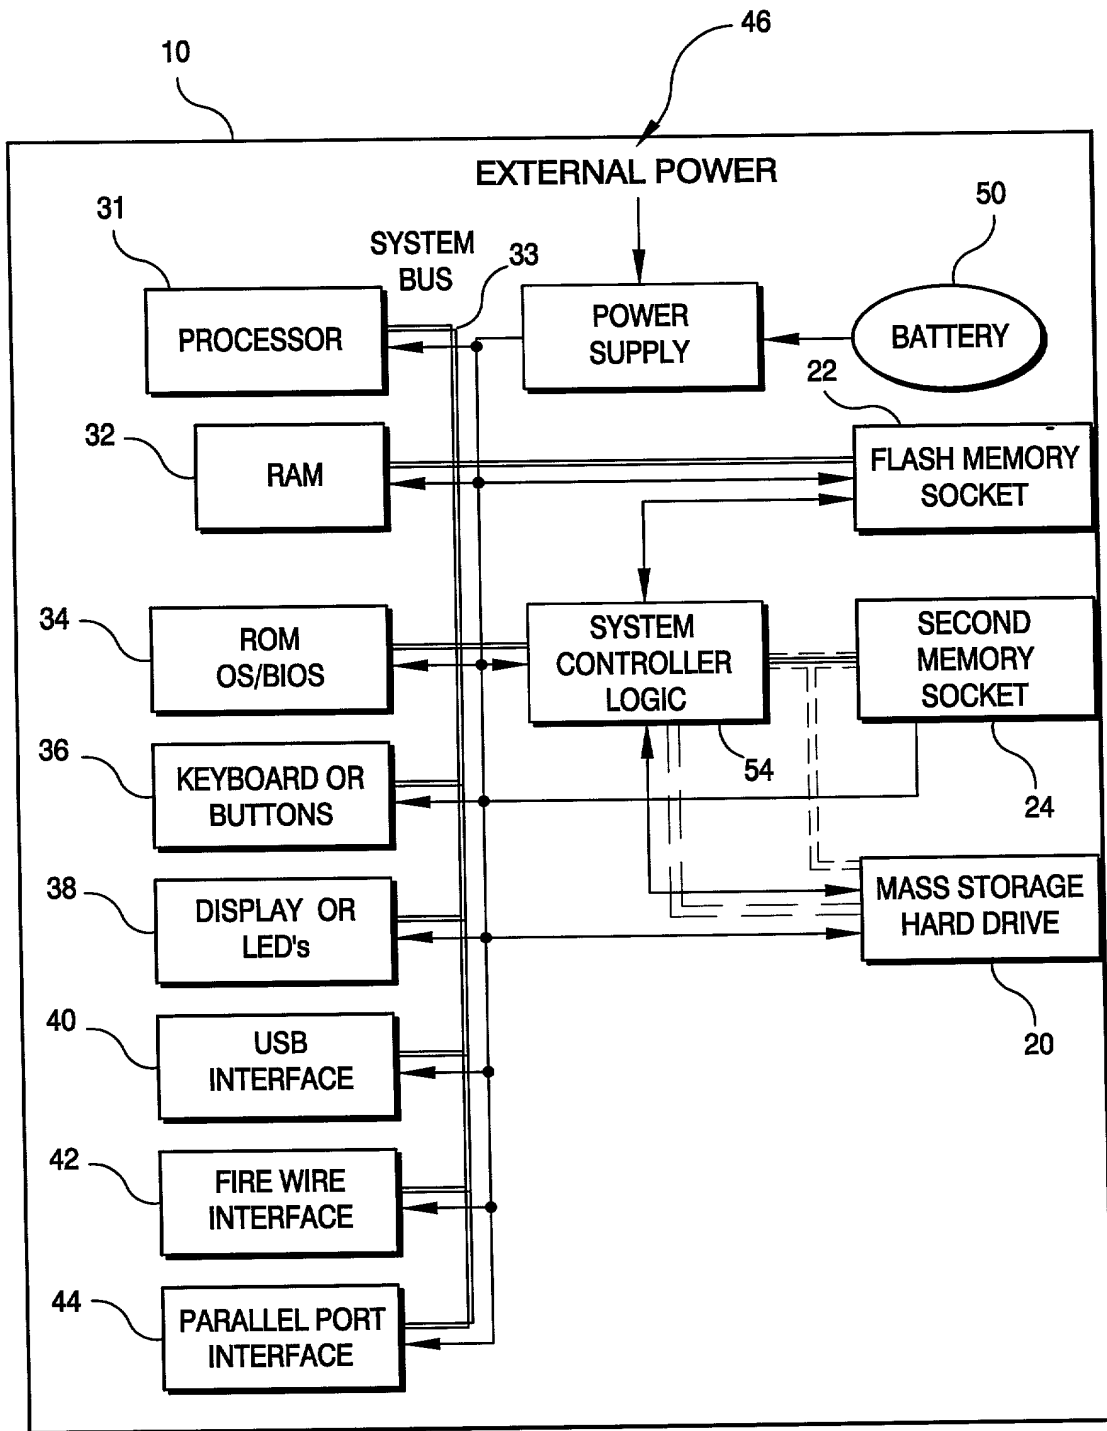 46
10
EXTERNAL POWER
31
50
SYSTEM
BUS
33
PROCESSOR
POWER
SUPPLY
BATTERY
22
32
RAM
FLASH MEMORY
SOCKET
34
ROM
OS/BIOS
SYSTEM
CONTROLLER
LOGIC
SECOND
MEMORY
SOCKET
36
KEYBOARD OR
BUTTONS
54
24
38
DISPLAY OR
LED's
MASS STORAGE
HARD DRIVE
40
USB
INTERFACE
20
42
FIRE WIRE
INTERFACE
44
PARALLEL PORT
INTERFACE